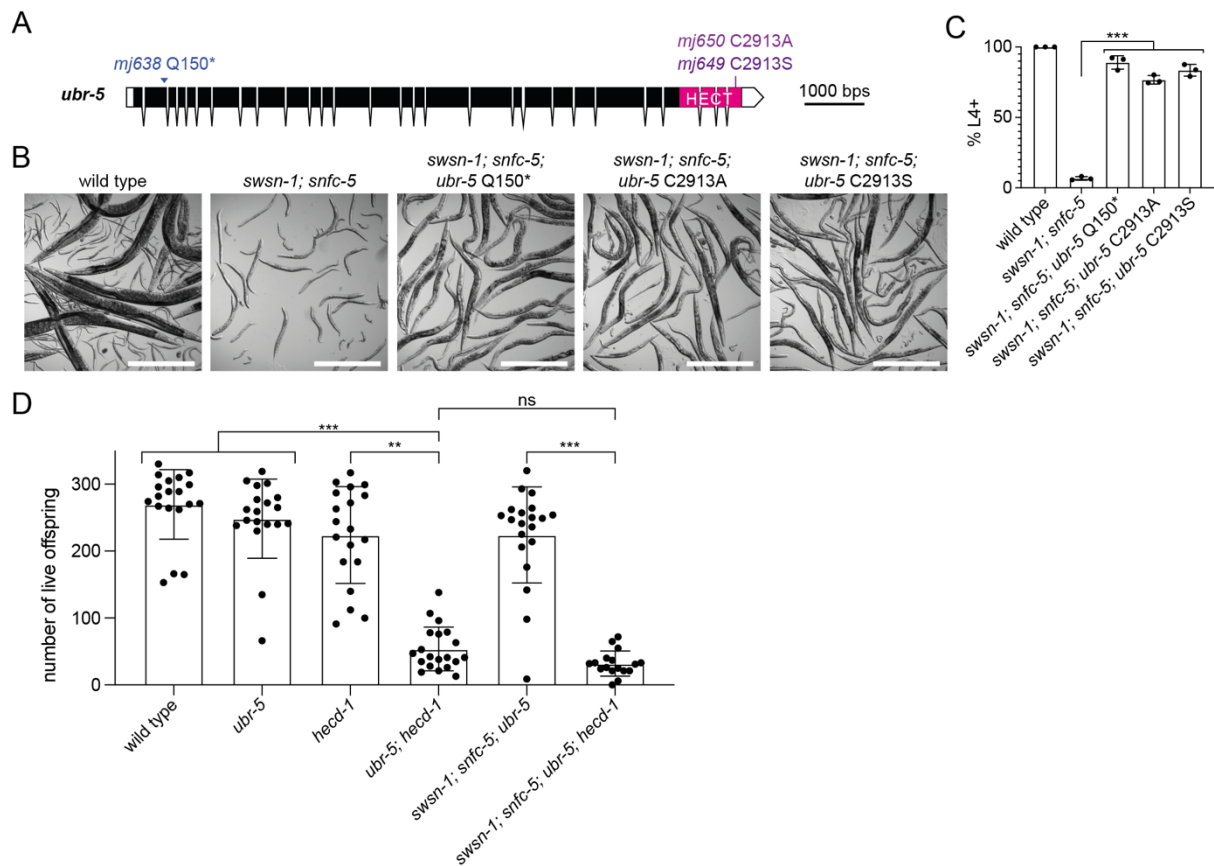 A
mj638 Q150*
mj650 C2913A
mj649 C2913S
ubr-5
HECT
1000 bps
B
wild type
swsn-1; snfc-5
swsn-1; snfc-5;
ubr-5 Q150*
swsn-1; snfc-5;
ubr-5 C2913A
swsn-1; snfc-5;
ubr-5 C2913S
C
***
100
50
0
% L4+
wild type
swsn-1; snfc-5
swsn-1; snfc-5; ubr-5 Q150*
swsn-1; snfc-5; ubr-5 C2913A
swsn-1; snfc-5; ubr-5 C2913S
D
ns
***
**
***
300
200
100
0
number of live offspring
wild type
ubr-5
hecd-1
ubr-5; hecd-1
swsn-1; snfc-5; ubr-5
swsn-1; snfc-5; ubr-5; hecd-1